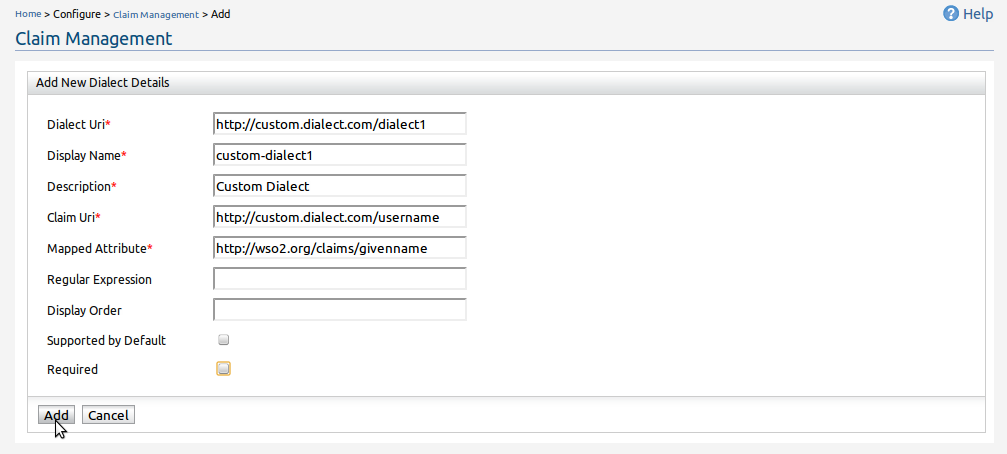 Home > Configure > Claim Management > Add
Help
Claim Management
Add New Dialect Details
Dialect Uri* http://custom.dialect.com/dialect1
Display Name* custom-dialect1
Description* Custom Dialect
Claim Uri* http://custom.dialect.com/username
Mapped Attribute* http://wso2.org/claims/givenname
Regular Expression
Display Order
Supported by Default
Required
Add Cancel